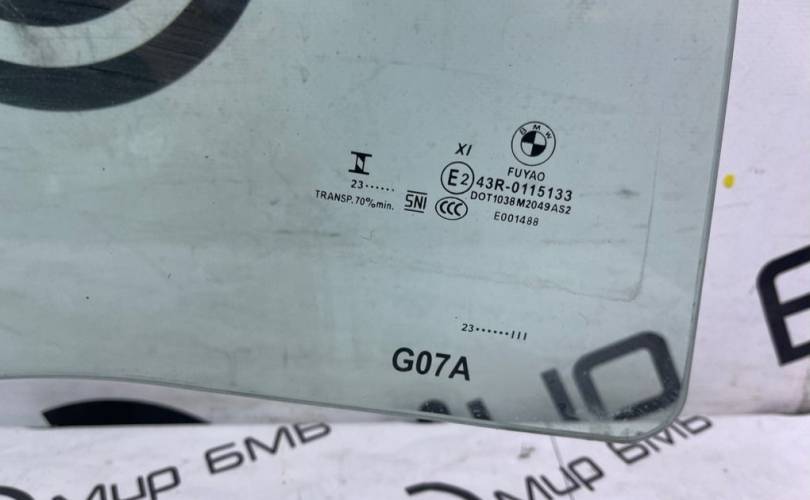 BMW
XI
FUYAO
E2 43R-0115133
23······
DOT1038M2049AS2
TRANSP.70%min. SNI CCC
E001488
23······III
G07A
Мир БМВ
Мир БМВ